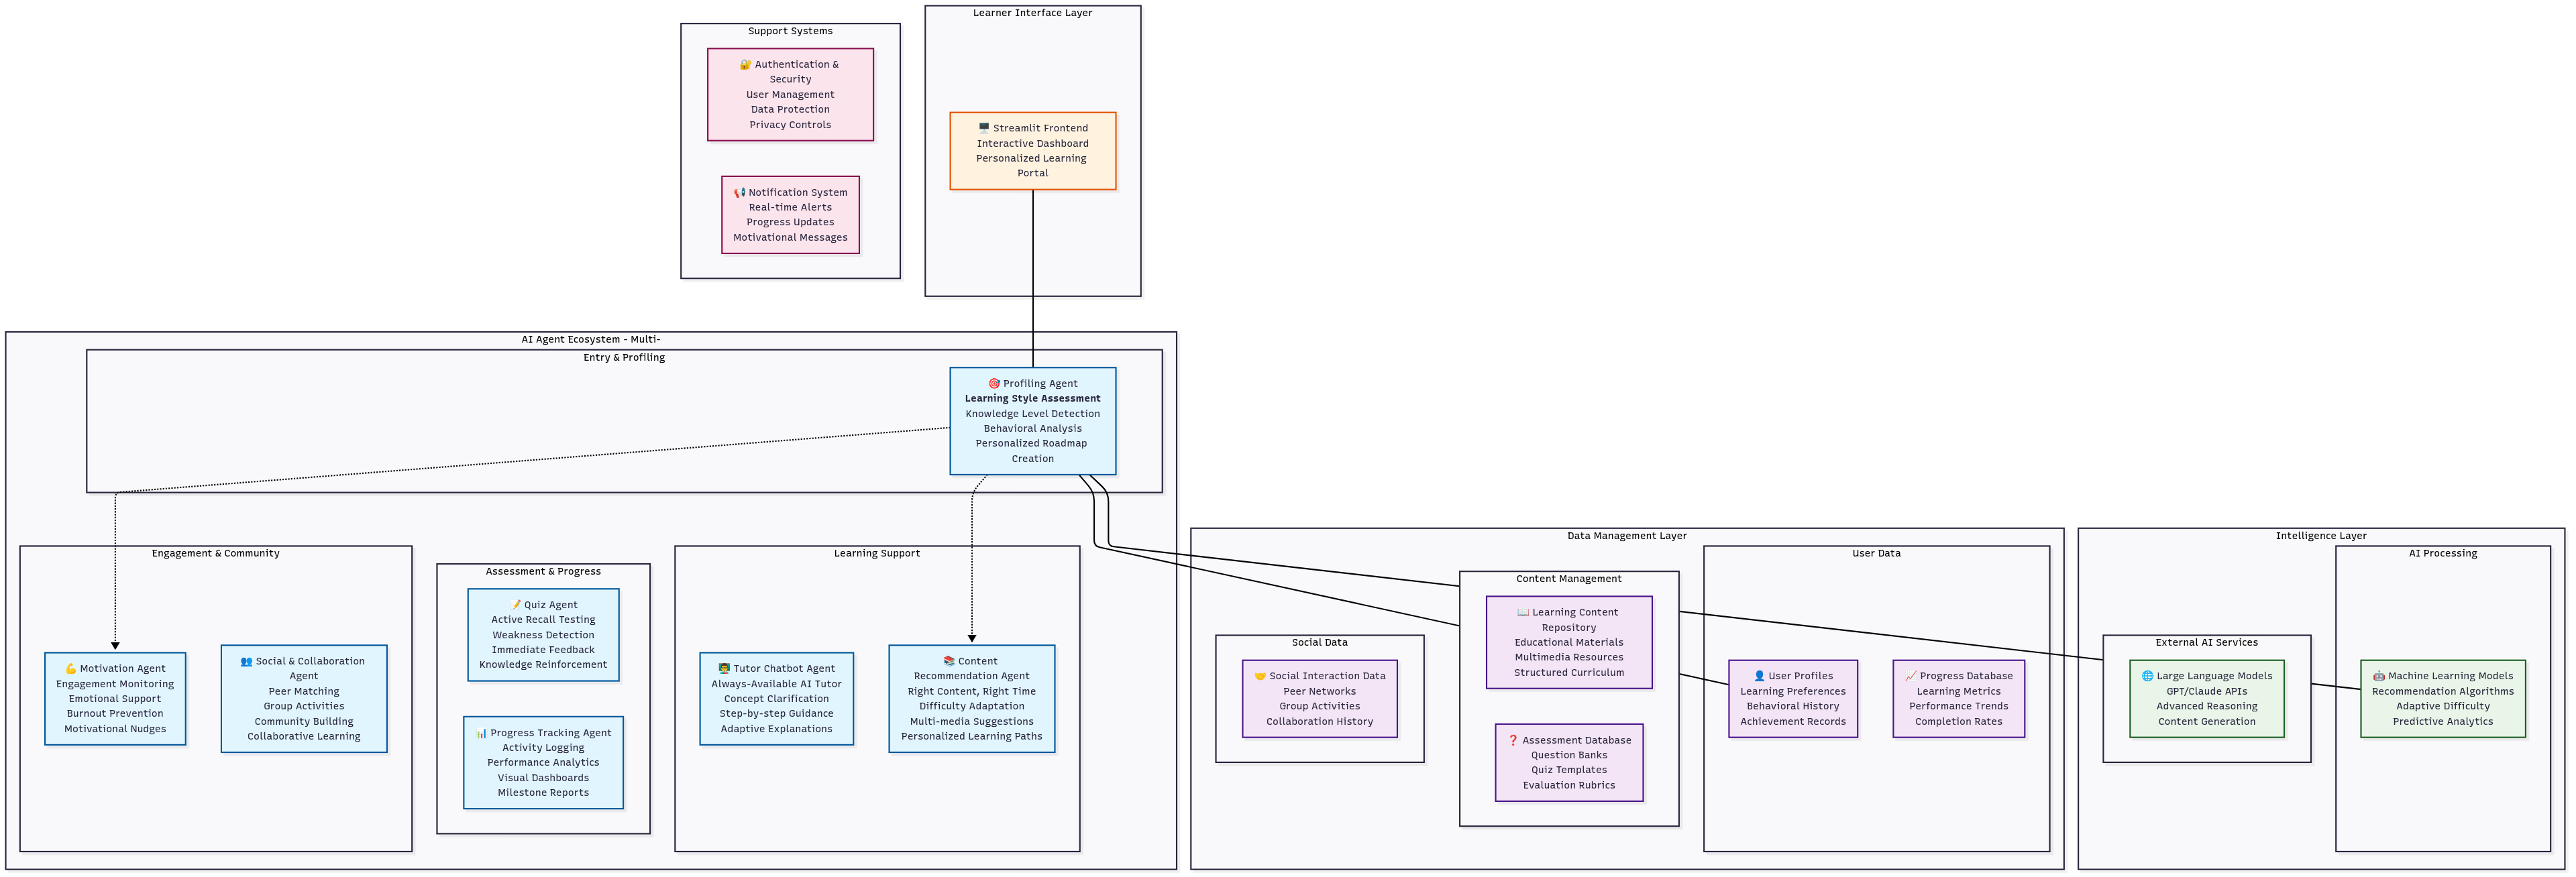 Learner Interface Layer
🖥️ Streamlit Frontend
Interactive Dashboard
Personalized Learning
Portal
Support Systems
🔐 Authentication &
Security
User Management
Data Protection
Privacy Controls
📢 Notification System
Real-time Alerts
Progress Updates
Motivational Messages
AI Agent Ecosystem - Multi-
Entry & Profiling
🎯 Profiling Agent
Learning Style Assessment
Knowledge Level Detection
Behavioral Analysis
Personalized Roadmap
Creation
Engagement & Community
💪 Motivation Agent
Engagement Monitoring
Emotional Support
Burnout Prevention
Motivational Nudges
👥 Social & Collaboration
Agent
Peer Matching
Group Activities
Community Building
Collaborative Learning
Assessment & Progress
📝 Quiz Agent
Active Recall Testing
Weakness Detection
Immediate Feedback
Knowledge Reinforcement
📊 Progress Tracking Agent
Activity Logging
Performance Analytics
Visual Dashboards
Milestone Reports
Learning Support
👨‍🏫 Tutor Chatbot Agent
Always-Available AI Tutor
Concept Clarification
Step-by-step Guidance
Adaptive Explanations
📚 Content
Recommendation Agent
Right Content, Right Time
Difficulty Adaptation
Multi-media Suggestions
Personalized Learning Paths
Data Management Layer
Social Data
🤝 Social Interaction Data
Peer Networks
Group Activities
Collaboration History
Content Management
📖 Learning Content
Repository
Educational Materials
Multimedia Resources
Structured Curriculum
❓ Assessment Database
Question Banks
Quiz Templates
Evaluation Rubrics
User Data
👤 User Profiles
Learning Preferences
Behavioral History
Achievement Records
📈 Progress Database
Learning Metrics
Performance Trends
Completion Rates
Intelligence Layer
External AI Services
🌐 Large Language Models
GPT/Claude APIs
Advanced Reasoning
Content Generation
AI Processing
🤖 Machine Learning Models
Recommendation Algorithms
Adaptive Difficulty
Predictive Analytics